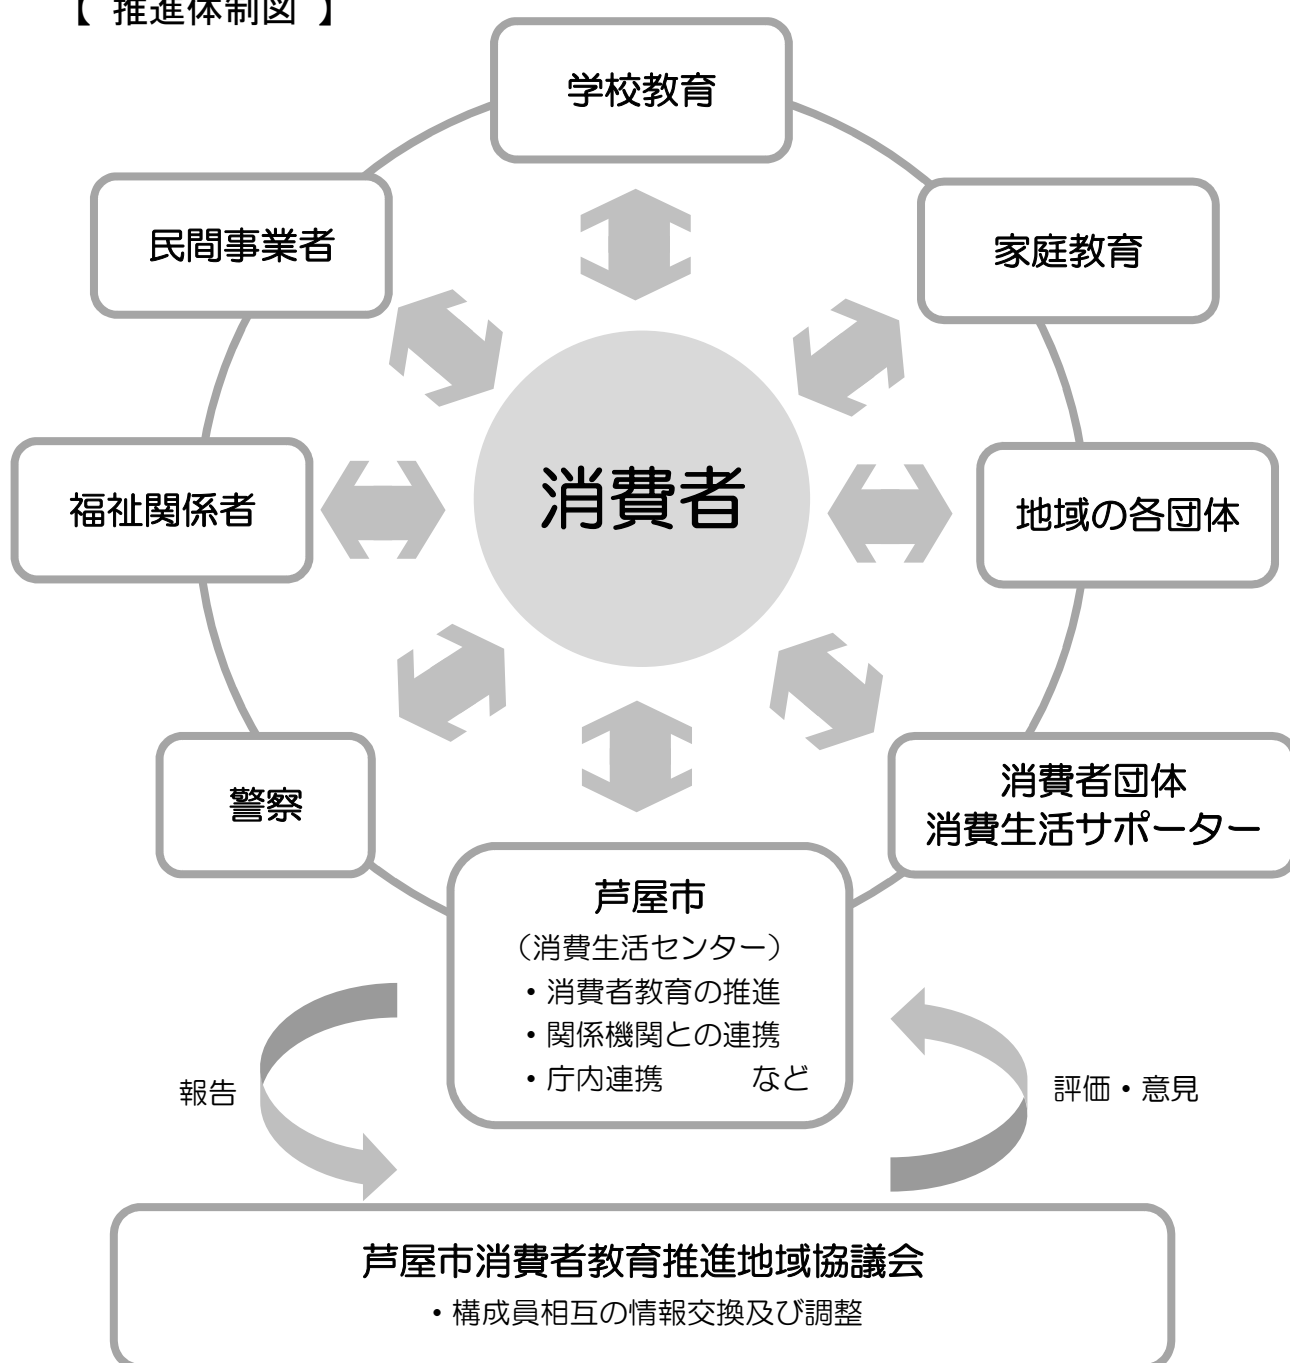 【 推進体制図 】
学校教育
民間事業者
家庭教育
消費者
福祉関係者
地域の各団体
警察
消費者団体
消費生活サポーター
芦屋市
（消費生活センター）
・消費者教育の推進
・関係機関との連携
・庁内連携　　　など
報告
評価・意見
芦屋市消費者教育推進地域協議会
・構成員相互の情報交換及び調整